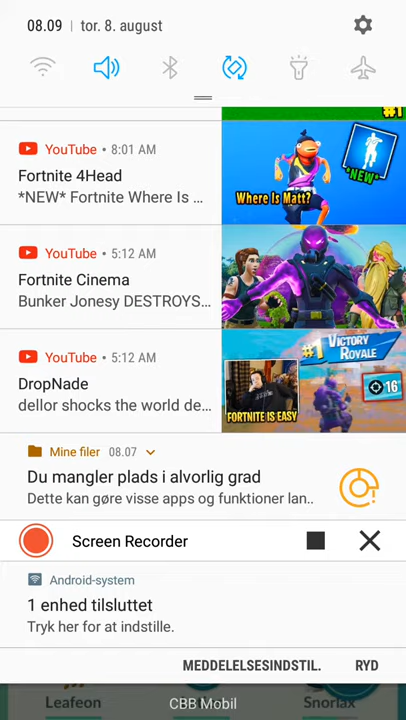 08.09 | tor. 8. august
#1
YouTube • 8:01 AM
Fortnite 4Head
*NEW* Fortnite Where Is ...
Where Is Matt?
*NEW*
YouTube • 5:12 AM
Fortnite Cinema
Bunker Jonesy DESTROYS...
YouTube • 5:12 AM
DropNade
dellor shocks the world de...
#1 VICTORY
ROYALE
16
FORTNITE IS EASY
Mine filer 08.07
Du mangler plads i alvorlig grad
Dette kan gøre visse apps og funktioner lan..
Screen Recorder
Android-system
1 enhed tilsluttet
Tryk her for at indstille.
MEDDELELSESINDSTIL. RYD
Leafeon
CBB Mobil
Snorlax